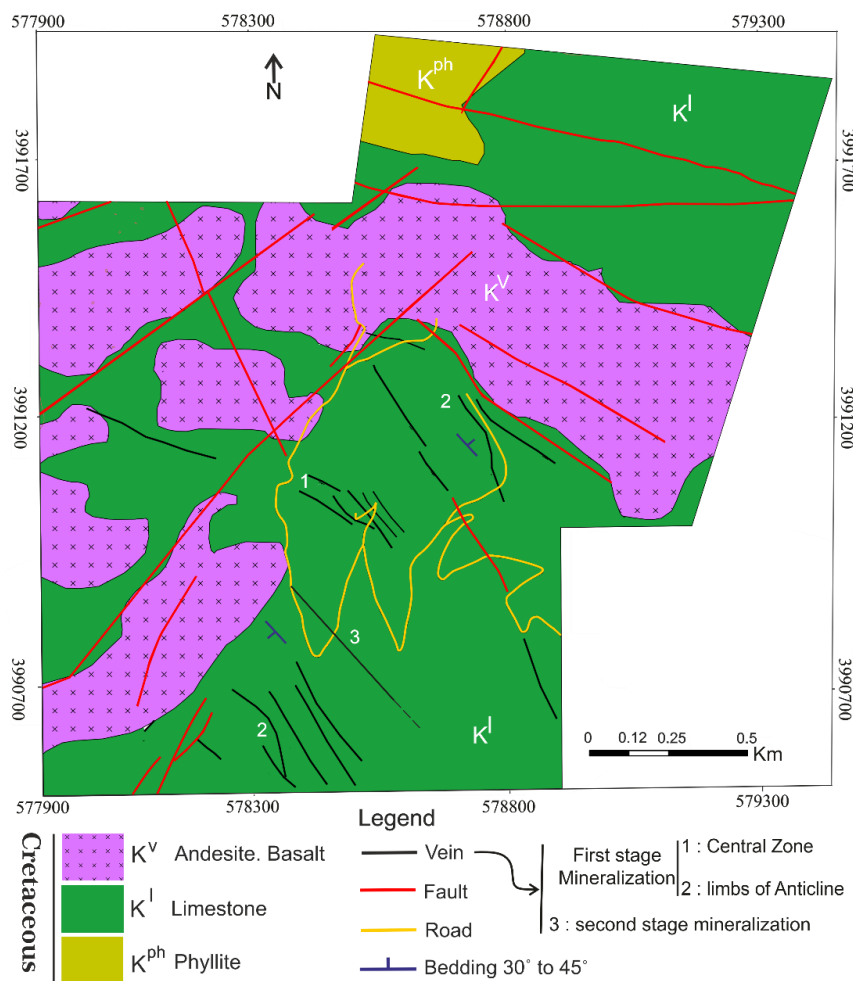 577900 578300 578800 579300
N
K^ph
K^l
3991700 3991700
K^V
3991200 3991200
2
1
3
3990700 3990700
2
K^l
0 0.12 0.25 0.5
Km
577900 578300 578800 579300
Legend
Cretaceous
K^v Andesite. Basalt
K^l Limestone
K^ph Phyllite
Vein
Fault
Road
Bedding 30° to 45°
First stage
Mineralization
1 : Central Zone
2 : limbs of Anticline
3 : second stage mineralization